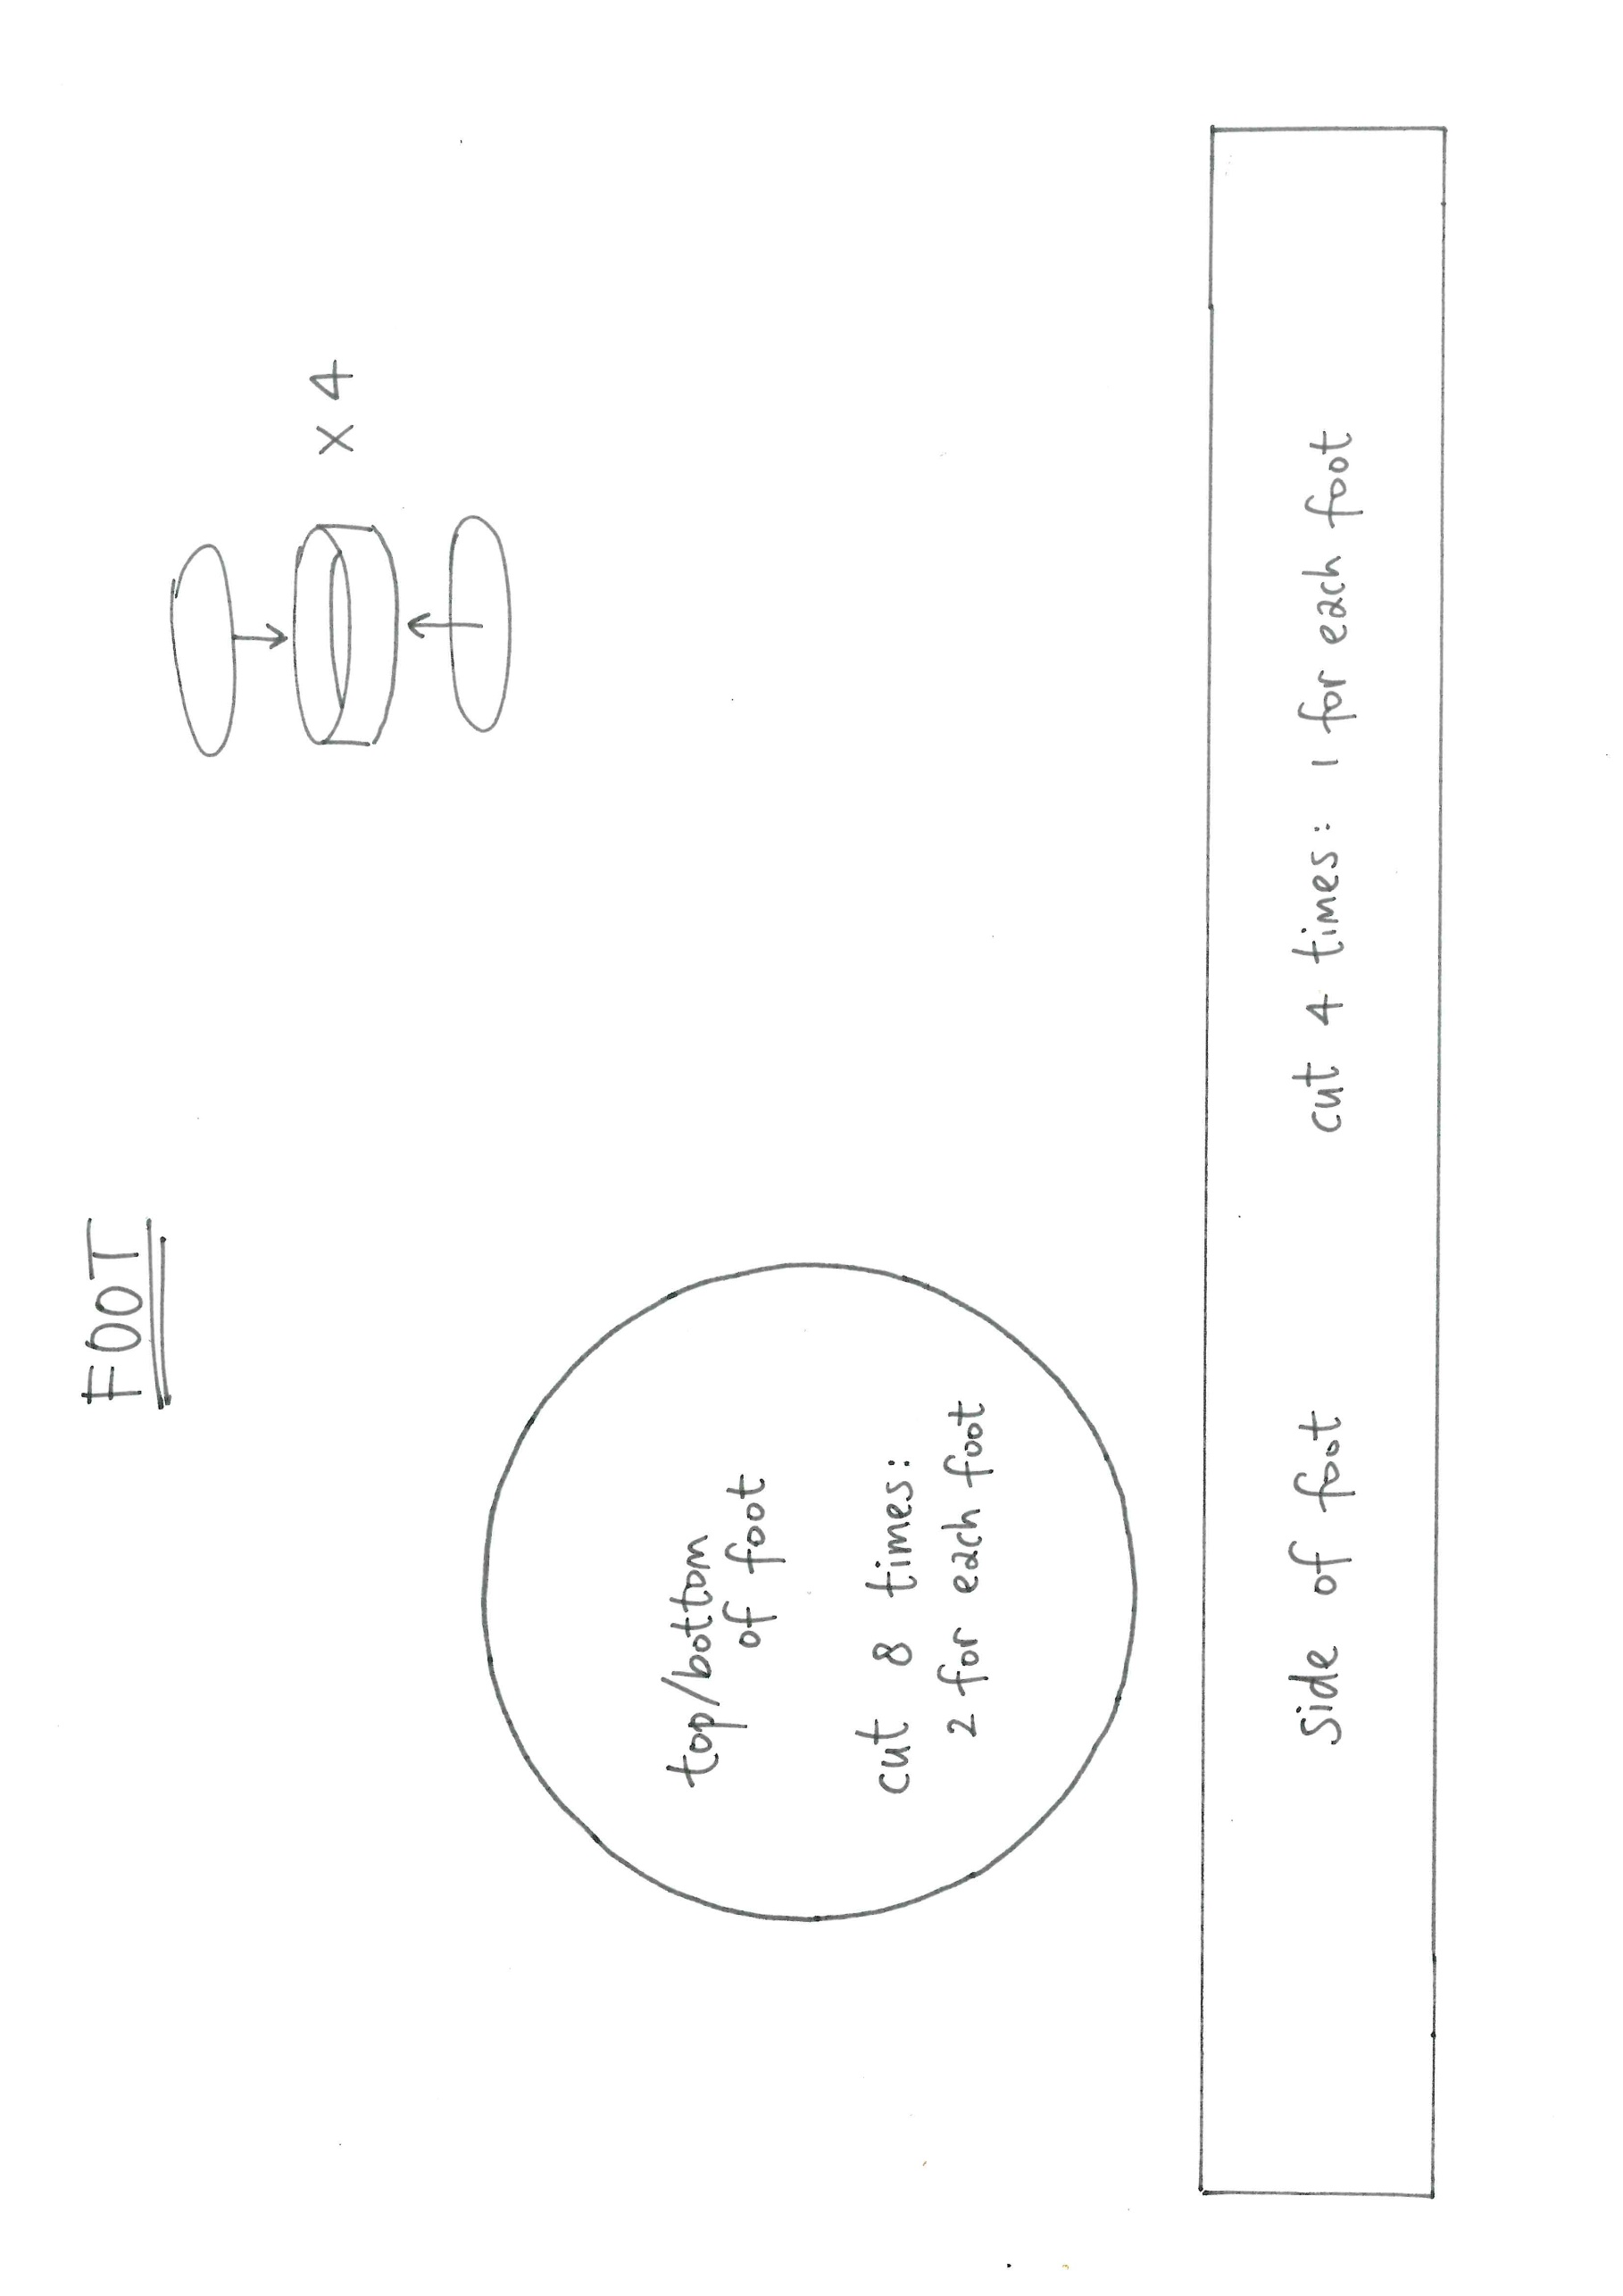 FOOT
x 4
top/bottom
of foot
cut 8 times:
2 for each foot
side of foot cut 4 times: 1 for each foot